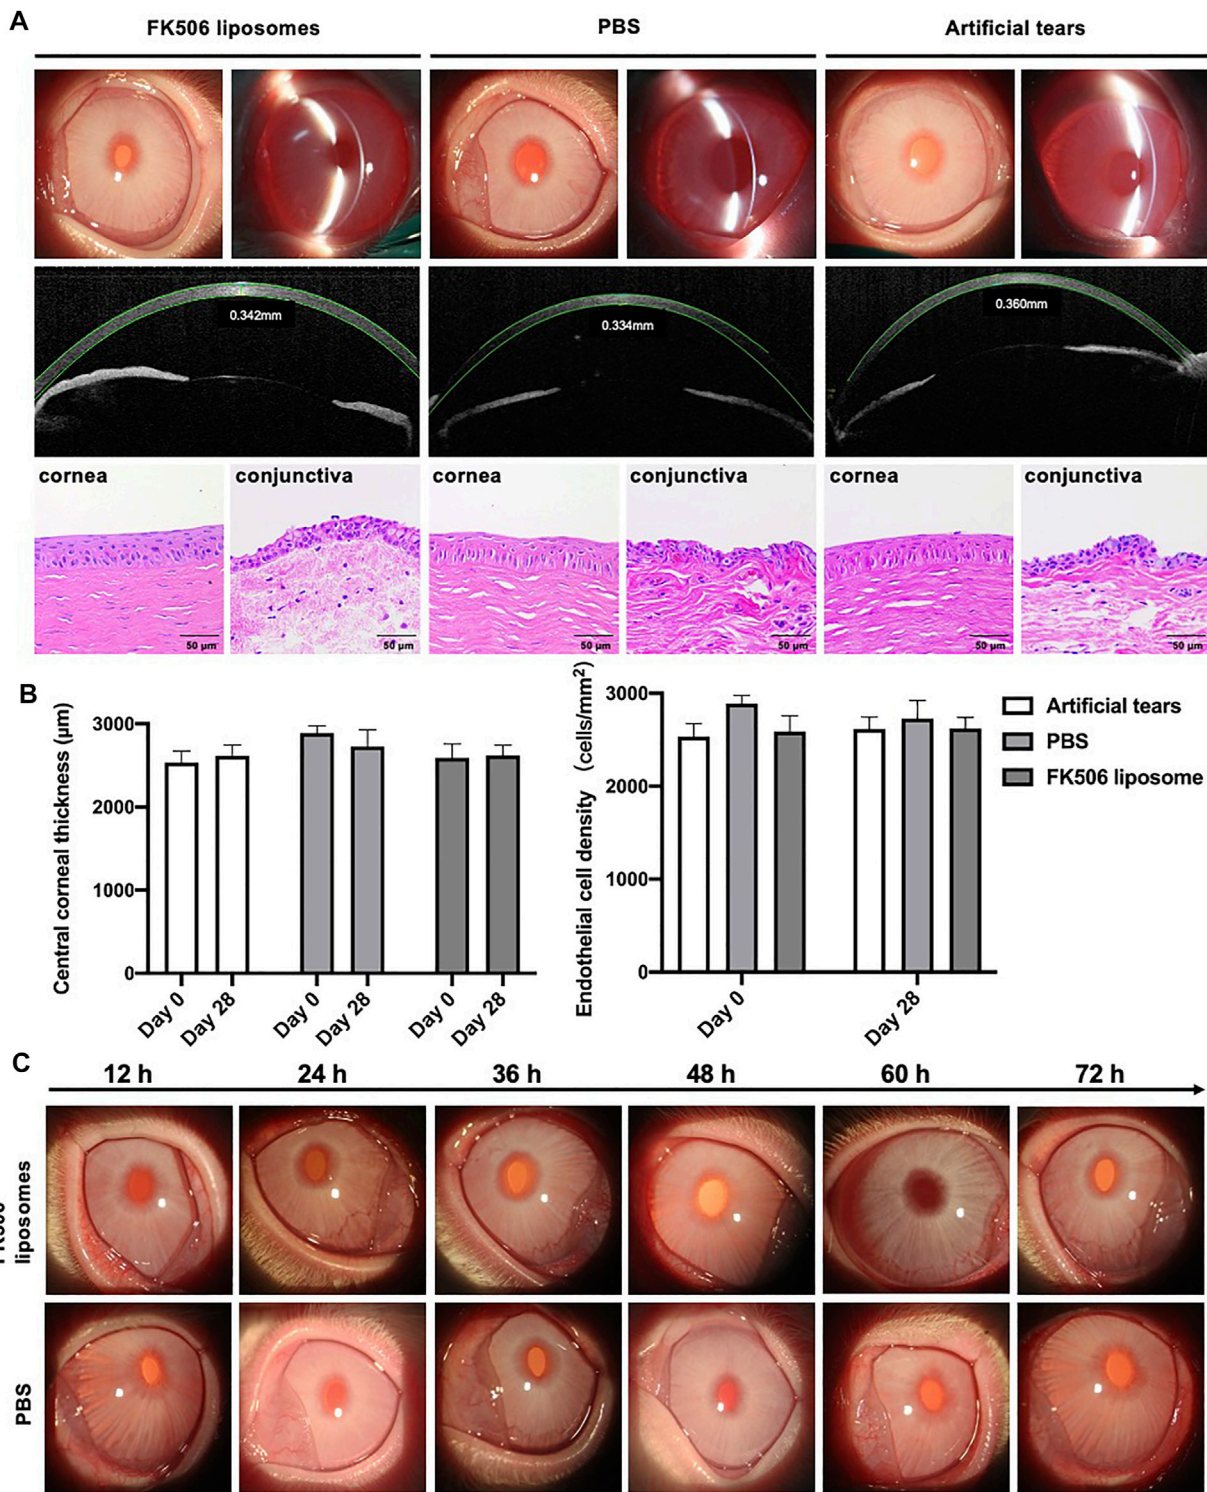 A
FK506 liposomes
PBS
Artificial tears
0.342mm
0.334mm
0.360mm
cornea
conjunctiva
cornea
conjunctiva
cornea
conjunctiva
50 µm
50 µm
50 µm
50 µm
50 µm
50 µm
B
Central corneal thickness (µm)
3000
2000
1000
0
Day 0
Day 28
Day 0
Day 28
Day 0
Day 28
Endothelial cell density (cells/mm²)
3000
2000
1000
0
Day 0
Day 28
Artificial tears
PBS
FK506 liposome
C
12 h
24 h
36 h
48 h
60 h
72 h
liposomes
PBS